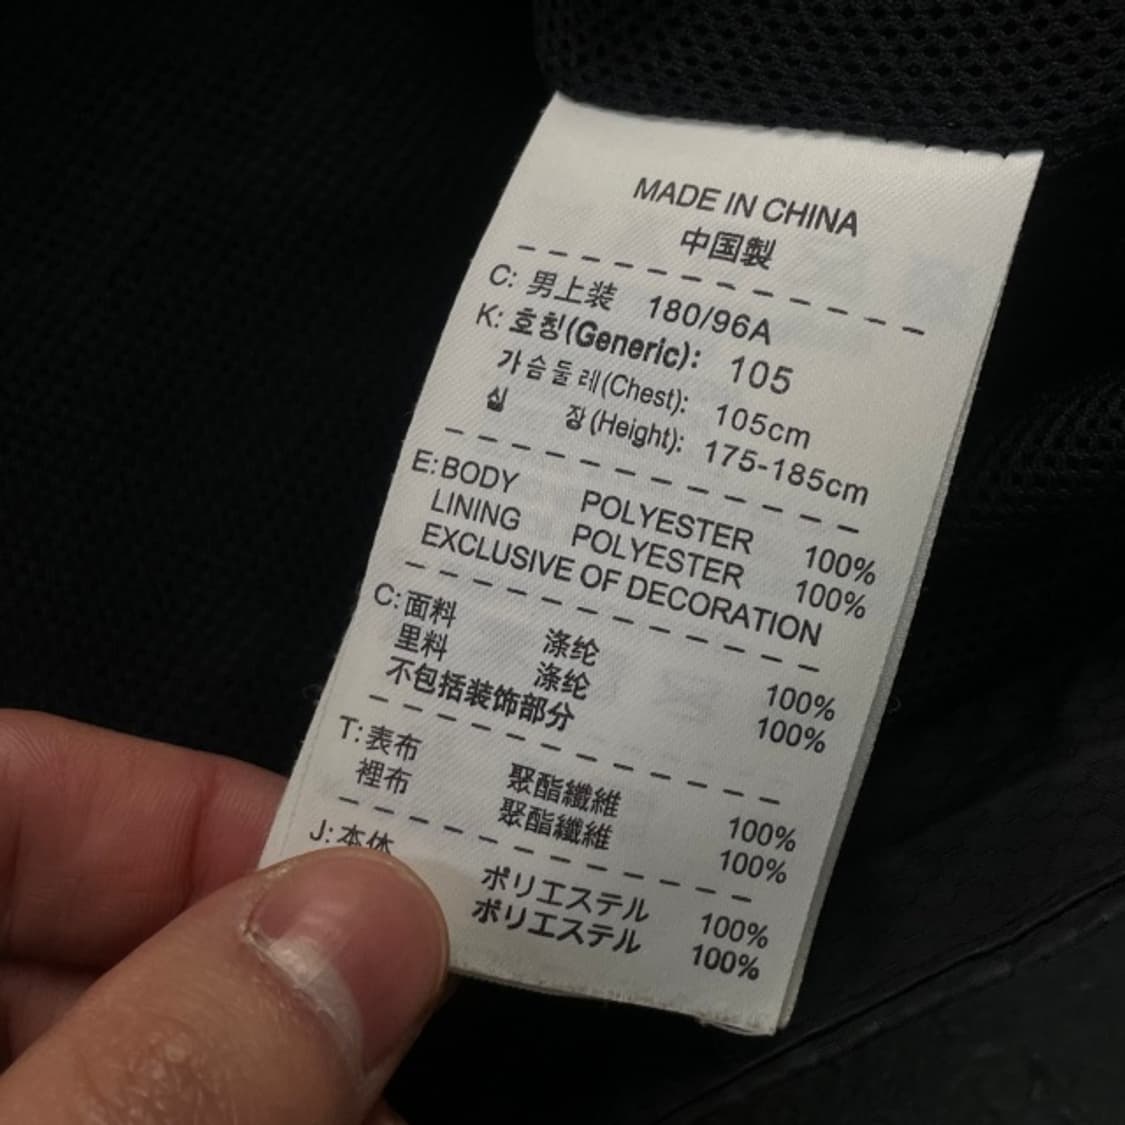 MADE IN CHINA
中国製
C: 男上装 180/96A
K: 호칭(Generic): 105
가슴둘레(Chest): 105cm
실 장(Height): 175-185cm
E: BODY POLYESTER 100%
LINING POLYESTER 100%
EXCLUSIVE OF DECORATION
C: 面料 涤纶 100%
里料 涤纶 100%
不包括装饰部分
T: 表布 聚酯纖維 100%
裡布 聚酯纖維 100%
J: 本体 ポリエステル 100%
ポリエステル 100%